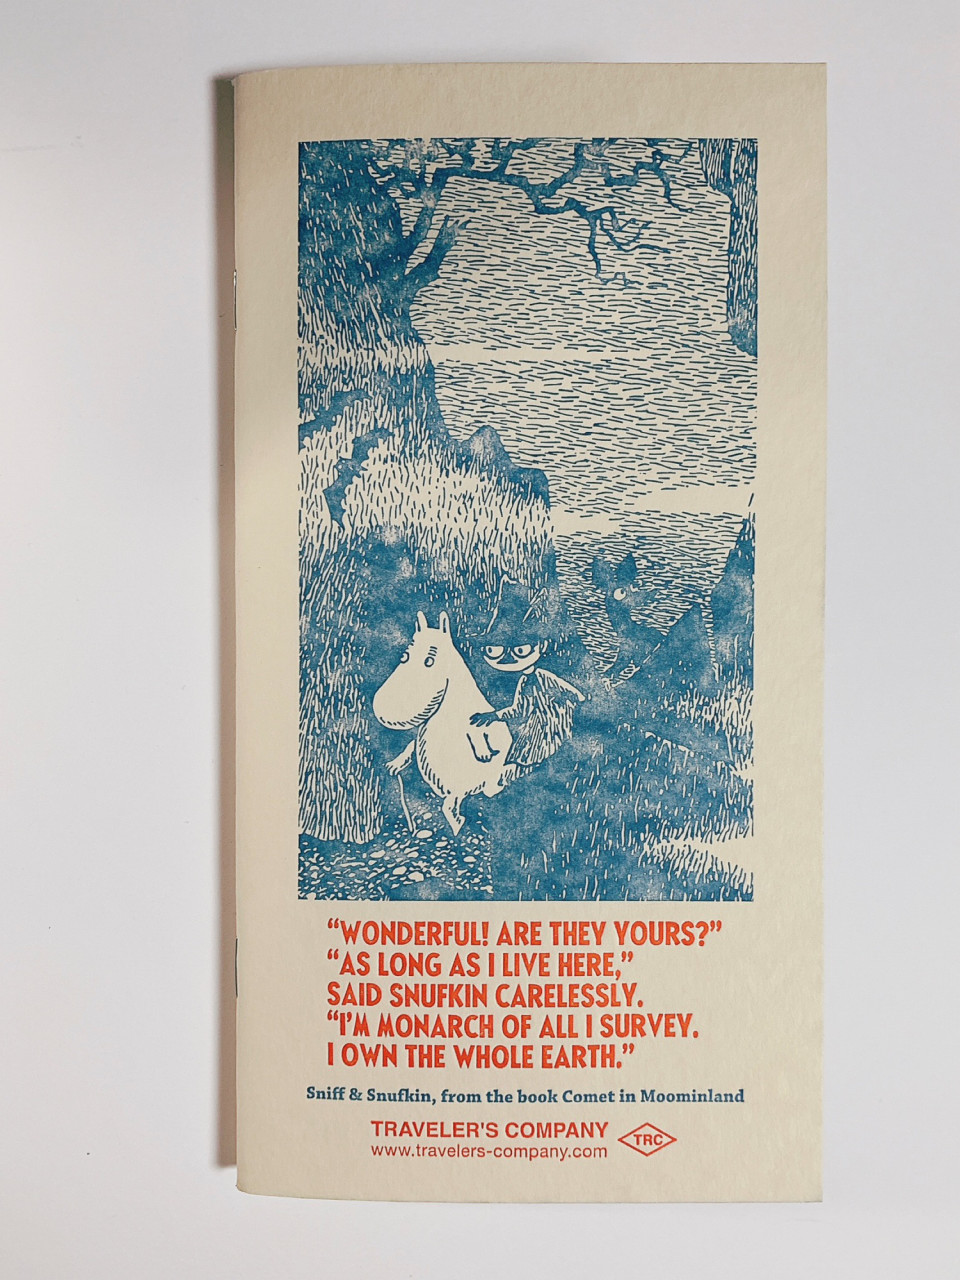 “WONDERFUL! ARE THEY YOURS?”
“AS LONG AS I LIVE HERE,”
SAID SNUFKIN CARELESSLY.
“I’M MONARCH OF ALL I SURVEY.
I OWN THE WHOLE EARTH.”
Sniff & Snufkin, from the book Comet in Moominland
TRAVELER'S COMPANY
TRC
www.travelers-company.com